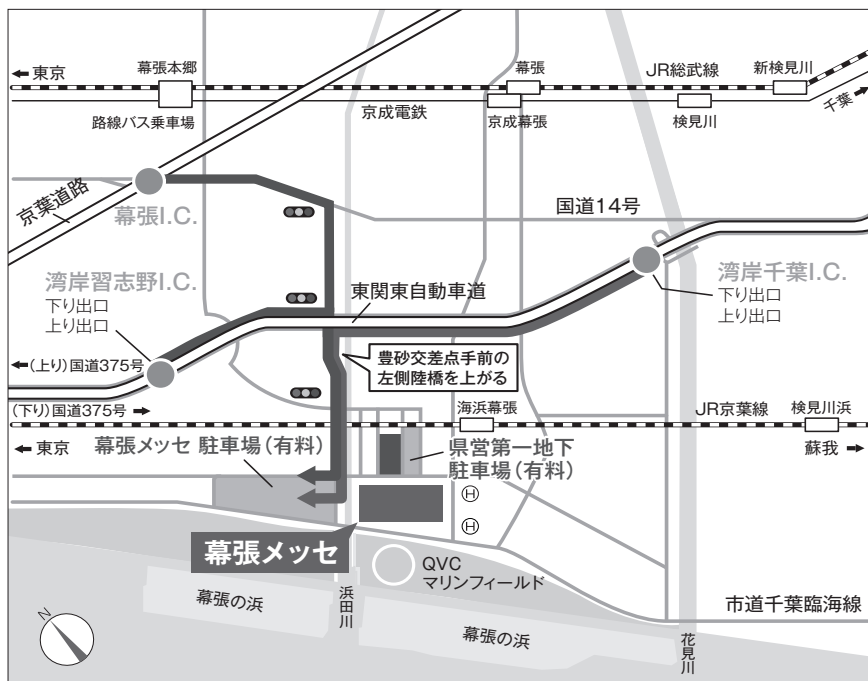 ←東京
幕張本郷
幕張
JR総武線
新検見川
路線バス乗車場
京成電鉄
京成幕張
検見川
千葉→
京葉道路
幕張I.C.
国道14号
湾岸習志野I.C.
下り出口
上り出口
東関東自動車道
湾岸千葉I.C.
下り出口
上り出口
豊砂交差点手前の
左側陸橋を上がる
←(上り)国道375号
(下り)国道375号→
海浜幕張
JR京葉線
検見川浜
←東京
幕張メッセ 駐車場(有料)
県営第一地下
駐車場(有料)
蘇我→
H
H
幕張メッセ
QVC
マリンフィールド
浜田川
幕張の浜
幕張の浜
市道千葉臨海線
花見川
N